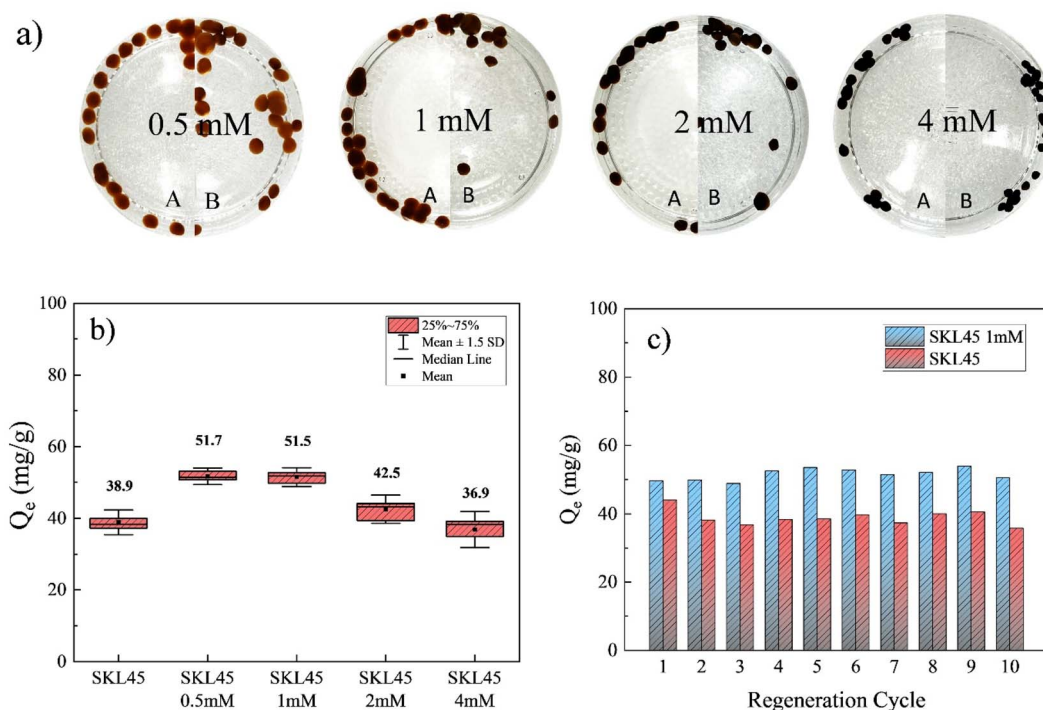 a)
0.5 mM
A B
1 mM
A B
2 mM
A B
4 mM
A B
b)
25%~75%
Mean ± 1.5 SD
Median Line
Mean
Qe (mg/g)
100
80
60
40
20
0
38.9
51.7
51.5
42.5
36.9
SKL45
SKL45 0.5mM
SKL45 1mM
SKL45 2mM
SKL45 4mM
c)
SKL45 1mM
SKL45
Qe (mg/g)
100
80
60
40
20
0
1 2 3 4 5 6 7 8 9 10
Regeneration Cycle